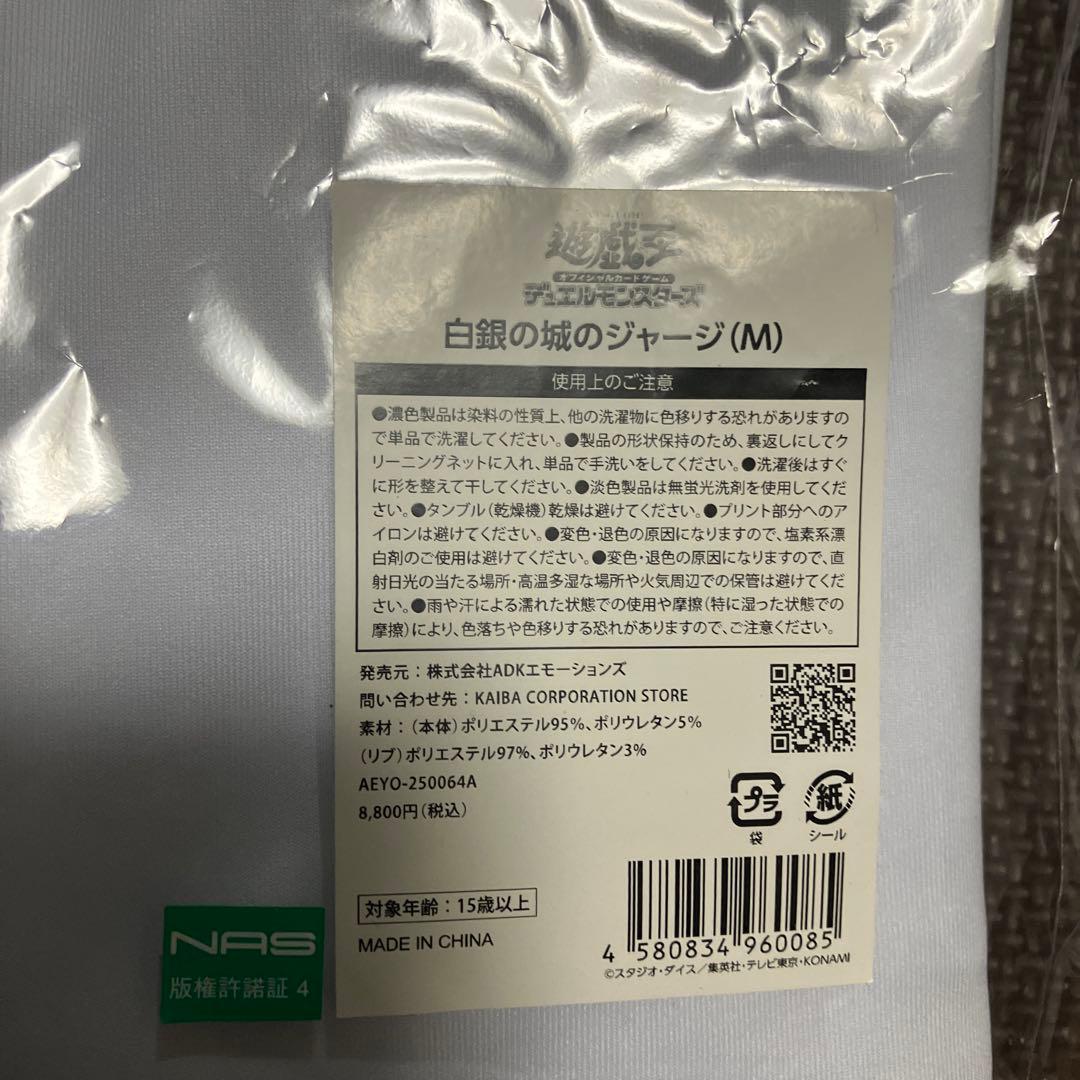 遊戯王
オフィシャルカードゲーム
デュエルモンスターズ
白銀の城のジャージ(M)
使用上のご注意
●濃色製品は染料の性質上、他の洗濯物に色移りする恐れがありますの
で単品で洗濯してください。●製品の形状保持のため、裏返しにしてク
リーニングネットに入れ、単品で手洗いをしてください。●洗濯後はすぐ
に形を整えて干してください。●淡色製品は無蛍光洗剤を使用してくだ
さい。●タンブル(乾燥機)乾燥は避けてください。●プリント部分へのア
イロンは避けてください。●変色・退色の原因になりますので、塩素系漂
白剤のご使用は避けてください。●変色・退色の原因になりますので、直
射日光の当たる場所・高温多湿な場所や火気周辺での保管は避けてくだ
さい。●雨や汗による濡れた状態での使用や摩擦(特に湿った状態での
摩擦)により、色落ちや色移りする恐れがありますので、ご注意ください。
発売元：株式会社ADKエモーションズ
問い合わせ先：KAIBA CORPORATION STORE
素材：(本体)ポリエステル95%、ポリウレタン5%
(リブ)ポリエステル97%、ポリウレタン3%
AEYO-250064A
8,800円(税込)
プラ
袋
紙
シール
対象年齢：15歳以上
MADE IN CHINA
4 580834 960085
©スタジオ・ダイス/集英社・テレビ東京・KONAMI
NAS
版権許諾証 4